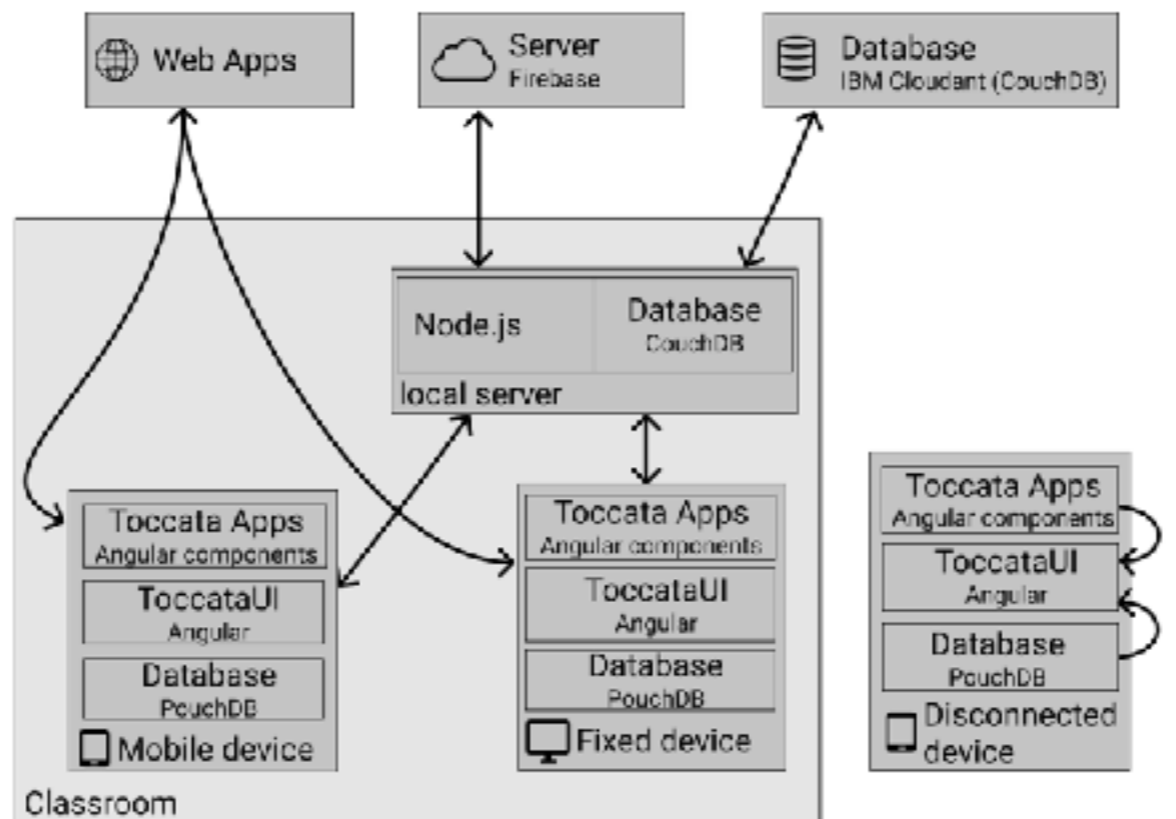 Web Apps
Server
Firebase
Database
IBM Cloudant (CouchDB)
Node.js
Database
CouchDB
local server
Toccata Apps
Angular components
ToccataUI
Angular
Database
PouchDB
Mobile device
Toccata Apps
Angular components
ToccataUI
Angular
Database
PouchDB
Fixed device
Toccata Apps
Angular components
ToccataUI
Angular
Database
PouchDB
Disconnected
device
Classroom